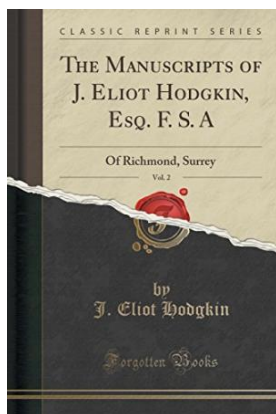 CLASSIC REPRINT SERIES
THE MANUSCRIPTS OF
J. ELIOT HODGKIN,
ESQ. F. S. A
Of Richmond, Surrey
Vol. 2
by
J. Eliot Hodgkin
Forgotten Books